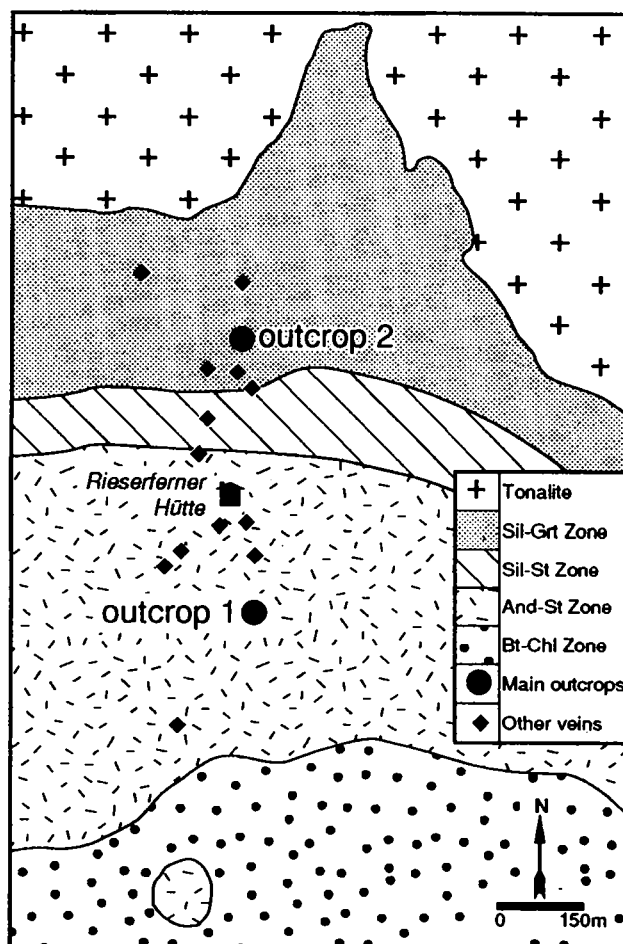 outcrop 2
Rieserferner
Hütte
outcrop 1
Tonalite
Sil-Grt Zone
Sil-St Zone
And-St Zone
Bt-Chl Zone
Main outcrops
Other veins
N
0 150m